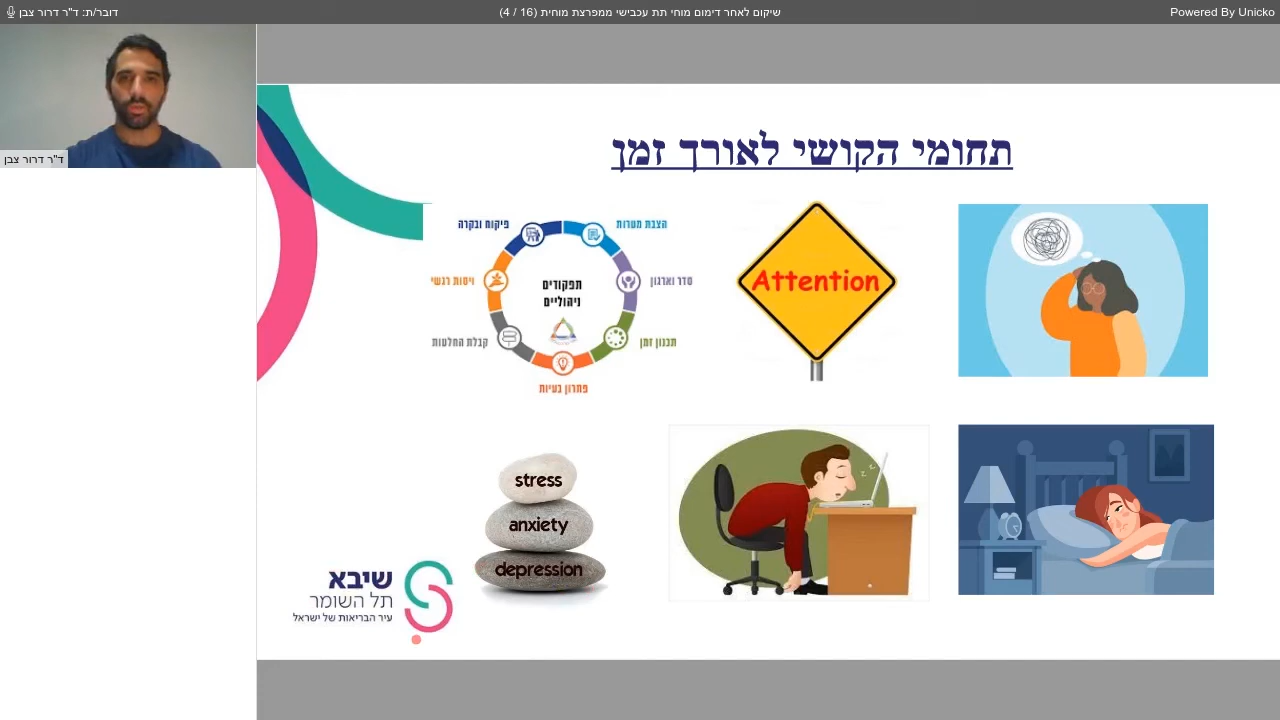 דובר/ת: ד"ר דרור צבן
שיקום לאחר דימום מוחי תת עכבישי ממפרצת מוחית (16 / 4)
Powered By Unicko
ד"ר דרור צבן
תחומי הקושי לאורך זמן
הצבת מטרות
פיקוח ובקרה
סדר וארגון
ויסות רגשי
תפקודים
ניהוליים
תכנון זמן
קבלת החלטות
פתרון בעיות
Attention
stress
anxiety
depression
z z
שיבא
תל השומר
עיר הבריאות של ישראל